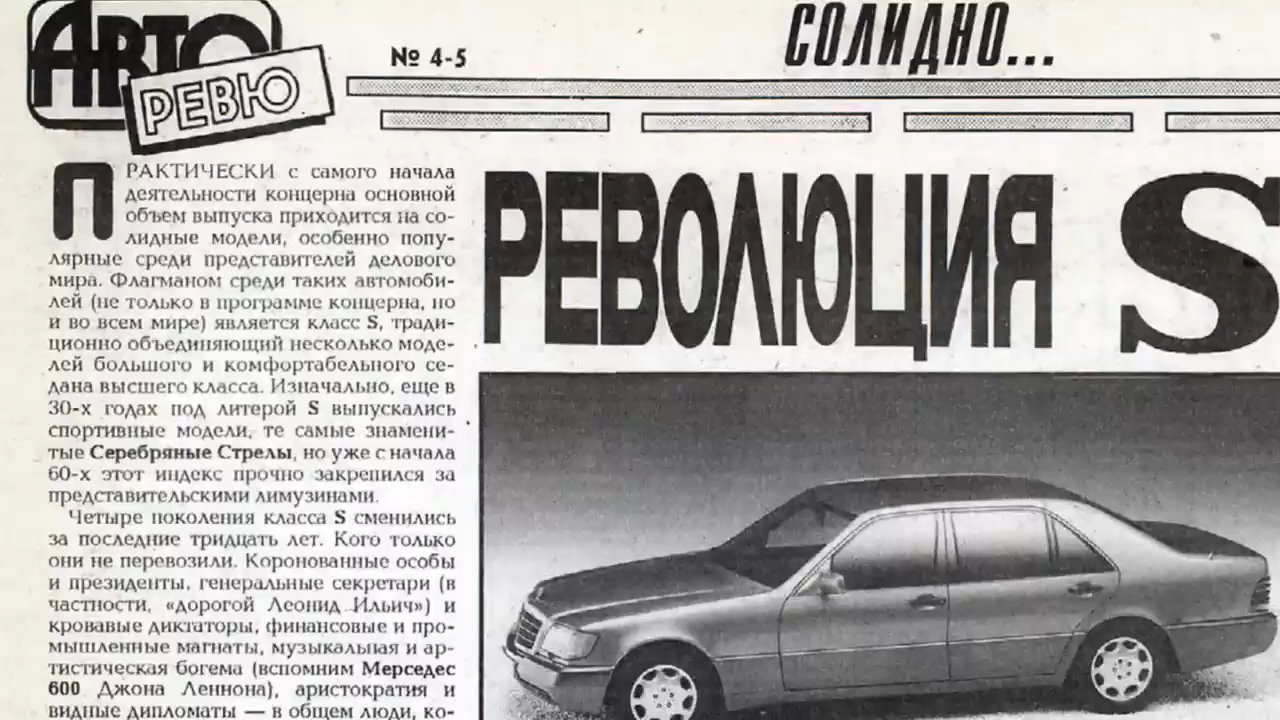 АВТО
РЕВЮ
№ 4-5
СОЛИДНО...
РЕВОЛЮЦИЯ S
ПРАКТИЧЕСКИ с самого начала
деятельности концерна основной
объем выпуска приходится на со-
лидные модели, особенно попу-
лярные среди представителей делового
мира. Флагманом среди таких автомоби-
лей (не только в программе концерна, но
и во всем мире) является класс S, тради-
ционно объединяющий несколько моде-
лей большого и комфортабельного се-
дана высшего класса. Изначально, еще в
30-х годах под литерой S выпускались
спортивные модели, те самые знамени-
тые Серебряные Стрелы, но уже с начала
60-х этот индекс прочно закрепился за
представительскими лимузинами.
Четыре поколения класса S сменились
за последние тридцать лет. Кого только
они не перевозили. Коронованные особы
и президенты, генеральные секретари (в
частности, «дорогой Леонид Ильич») и
кровавые диктаторы, финансовые и про-
мышленные магнаты, музыкальная и ар-
тистическая богема (вспомним Мерседес
600 Джона Леннона), аристократия и
видные дипломаты — в общем люди, ко-